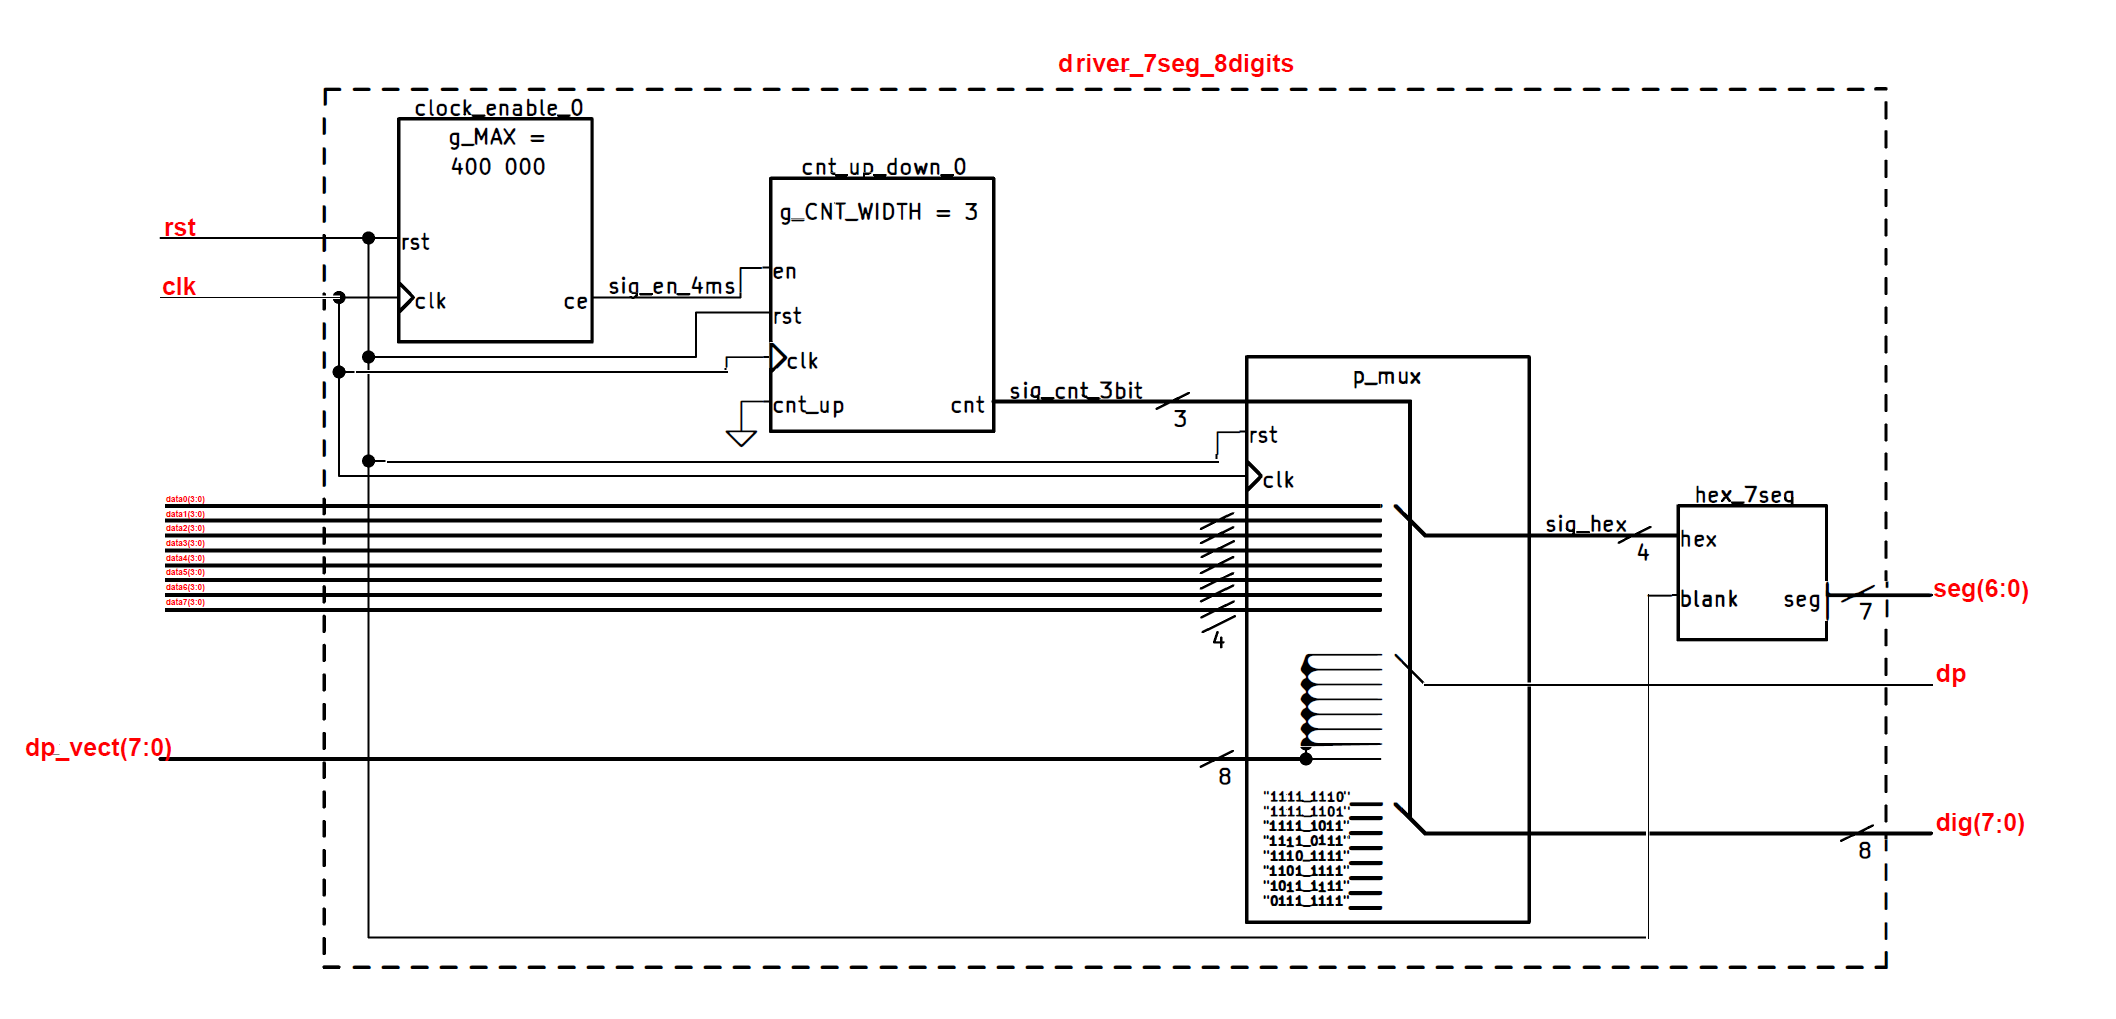 driver_7seg_8digits
clock_enable_0
g_MAX =
400 000
rst
clk
ce
sig_en_4ms
cnt_up_down_0
g_CNT_WIDTH = 3
en
rst
clk
cnt_up
cnt
sig_cnt_3bit
3
rst
clk
p_mux
rst
clk
data0(3:0)
data1(3:0)
data2(3:0)
data3(3:0)
data4(3:0)
data5(3:0)
data6(3:0)
data7(3:0)
4
sig_hex
4
hex_7seg
hex
blank
seg
7
seg(6:0)
dp
dp_vect(7:0)
8
"1111_1110"
"1111_1101"
"1111_1011"
"1111_0111"
"1110_1111"
"1101_1111"
"1011_1111"
"0111_1111"
8
dig(7:0)